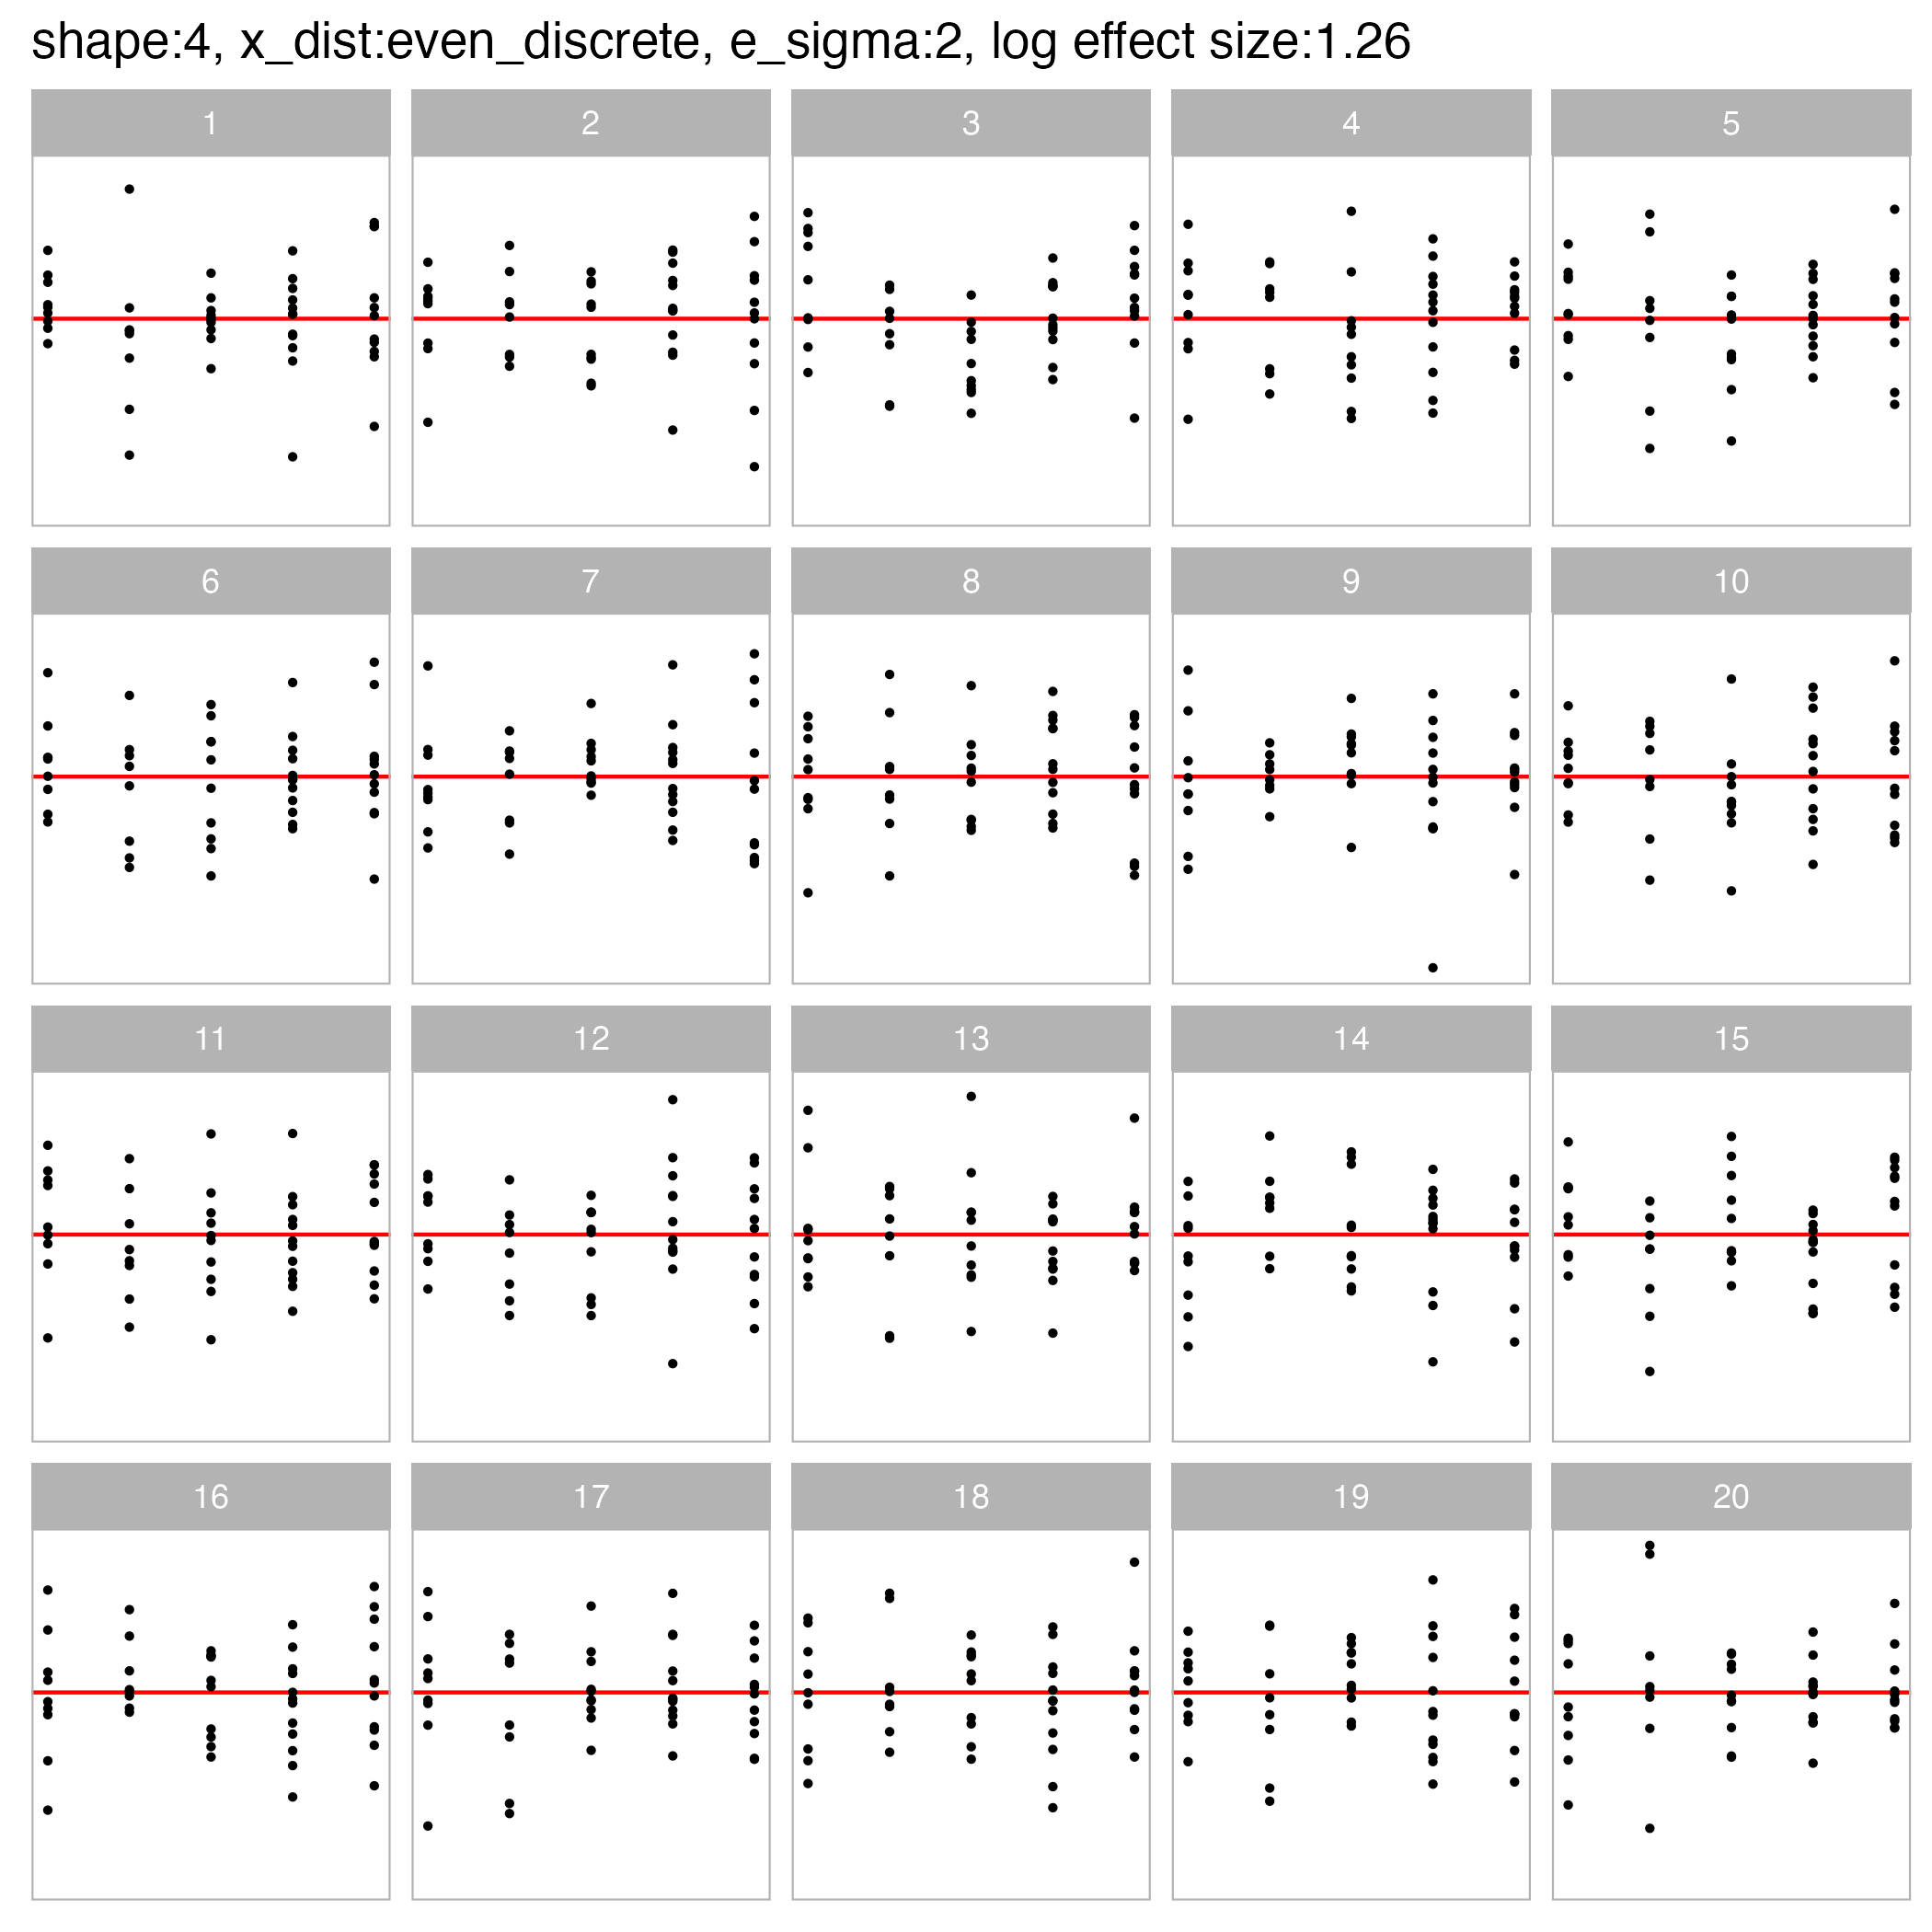 shape:4, x_dist:even_discrete, e_sigma:2, log effect size:1.26
1 2 3 4 5
6 7 8 9 10
11 12 13 14 15
16 17 18 19 20